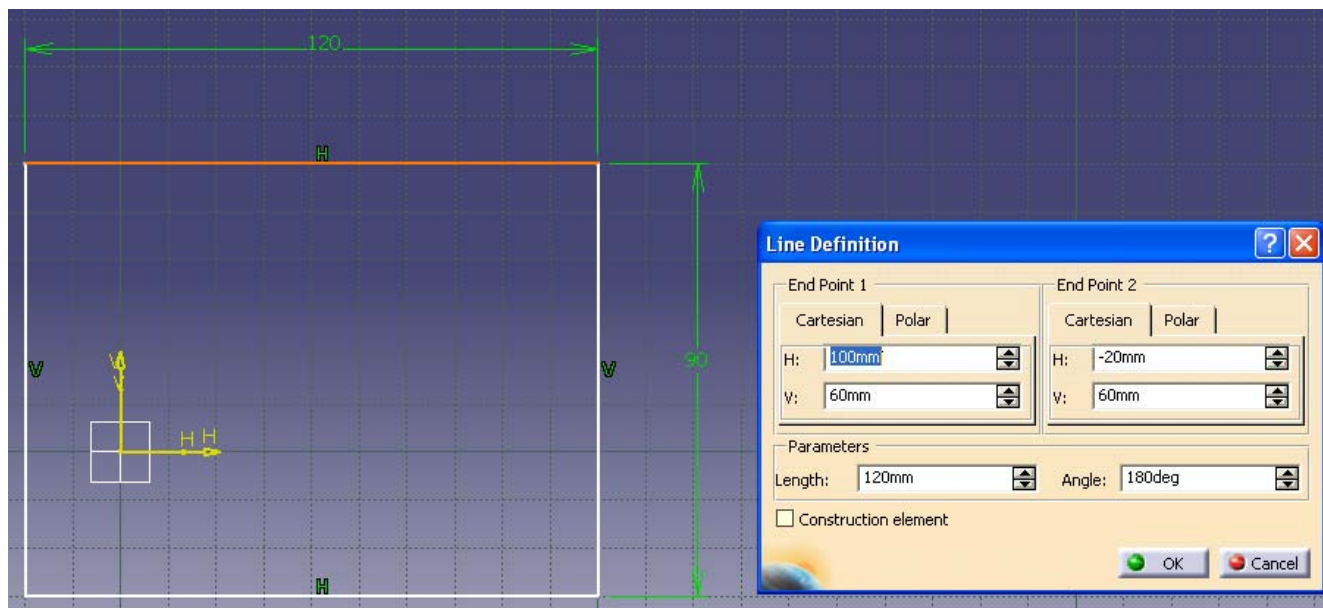 120
H
V
V
90
V
H H
H
Line Definition
End Point 1
Cartesian Polar
H: 100mm
V: 60mm
End Point 2
Cartesian Polar
H: -20mm
V: 60mm
Parameters
Length: 120mm Angle: 180deg
Construction element
OK Cancel